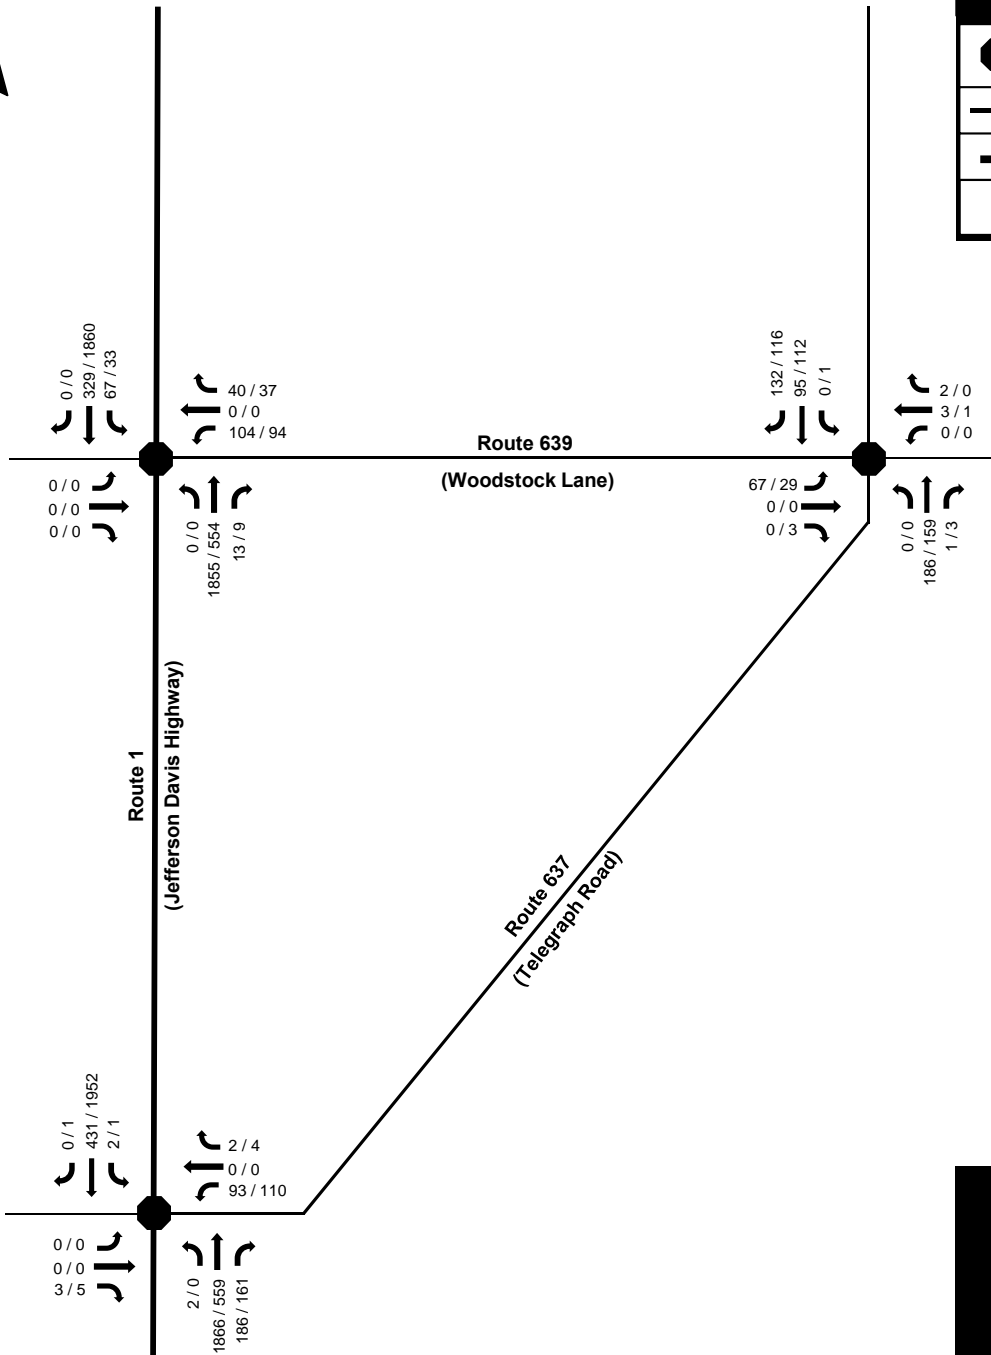 0 / 0
329 / 1860
67 / 33
40 / 37
0 / 0
104 / 94
0 / 0
0 / 0
0 / 0
0 / 0
1855 / 554
13 / 9
Route 639
(Woodstock Lane)
132 / 116
95 / 112
0 / 1
2 / 0
3 / 1
0 / 0
67 / 29
0 / 0
0 / 3
0 / 0
186 / 159
1 / 3
Route 1
(Jefferson Davis Highway)
Route 637
(Telegraph Road)
0 / 1
431 / 1952
2 / 1
2 / 4
0 / 0
93 / 110
0 / 0
0 / 0
3 / 5
2 / 0
1866 / 559
186 / 161